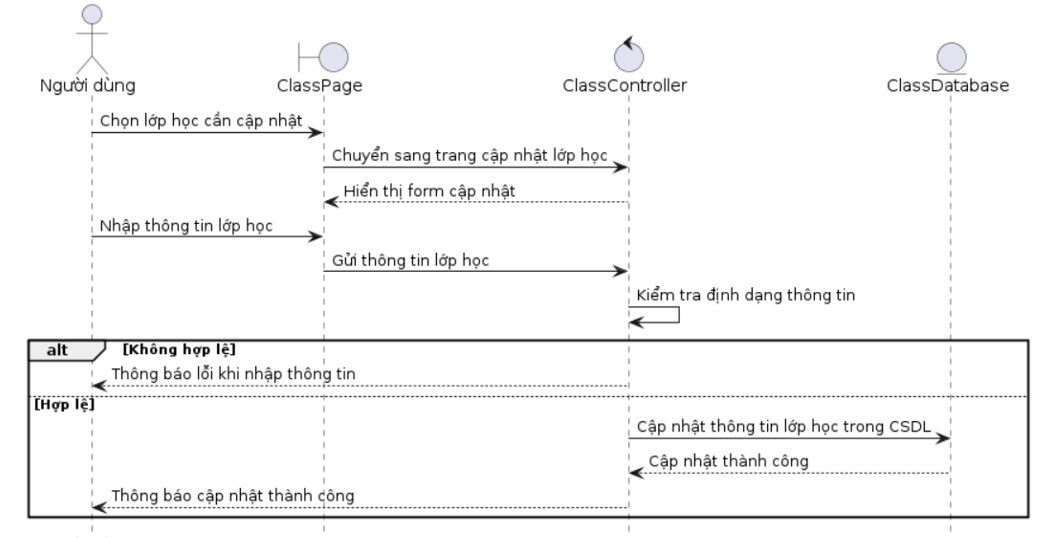 Người dùng
ClassPage
ClassController
ClassDatabase
Chọn lớp học cần cập nhật
Chuyển sang trang cập nhật lớp học
Hiển thị form cập nhật
Nhập thông tin lớp học
Gửi thông tin lớp học
Kiểm tra định dạng thông tin
alt [Không hợp lệ]
Thông báo lỗi khi nhập thông tin
[Hợp lệ]
Cập nhật thông tin lớp học trong CSDL
Cập nhật thành công
Thông báo cập nhật thành công